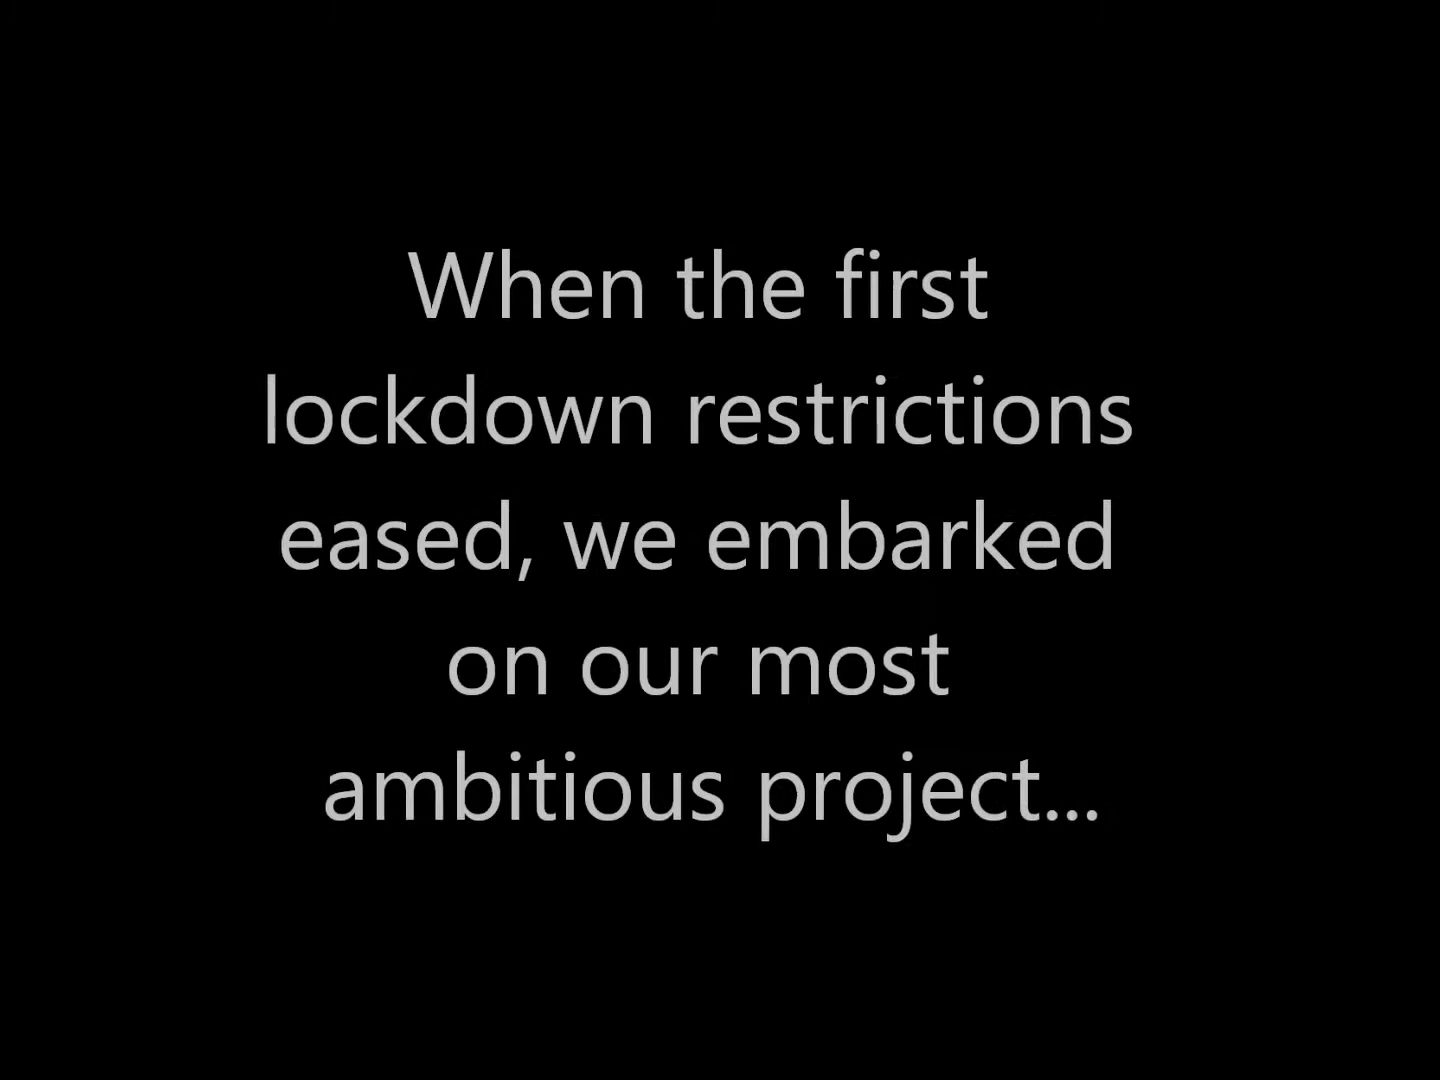 When the first
lockdown restrictions
eased, we embarked
on our most
ambitious project...